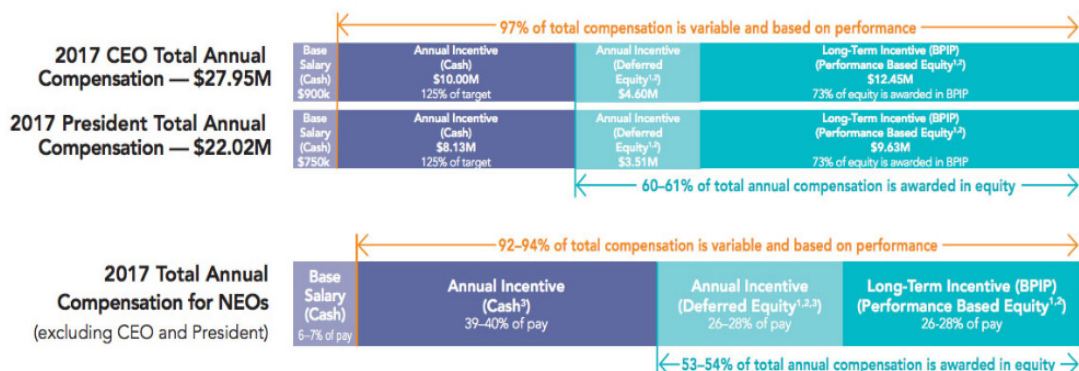 97% of total compensation is variable and based on performance
2017 CEO Total Annual
Compensation — $27.95M
Base
Salary
(Cash)
$900k
Annual Incentive
(Cash)
$10.00M
125% of target
Annual Incentive
(Deferred
Equity1,2)
$4.60M
Long-Term Incentive (BPIP)
(Performance Based Equity1,2)
$12.45M
73% of equity is awarded in BPIP
2017 President Total Annual
Compensation — $22.02M
Base
Salary
(Cash)
$750k
Annual Incentive
(Cash)
$8.13M
125% of target
Annual Incentive
(Deferred
Equity1,2)
$3.51M
Long-Term Incentive (BPIP)
(Performance Based Equity1,2)
$9.63M
73% of equity is awarded in BPIP
60–61% of total annual compensation is awarded in equity
92–94% of total compensation is variable and based on performance
2017 Total Annual
Compensation for NEOs
(excluding CEO and President)
Base
Salary
(Cash)
6–7% of pay
Annual Incentive
(Cash3)
39–40% of pay
Annual Incentive
(Deferred Equity1,2,3)
26–28% of pay
Long-Term Incentive (BPIP)
(Performance Based Equity1,2)
26-28% of pay
53–54% of total annual compensation is awarded in equity